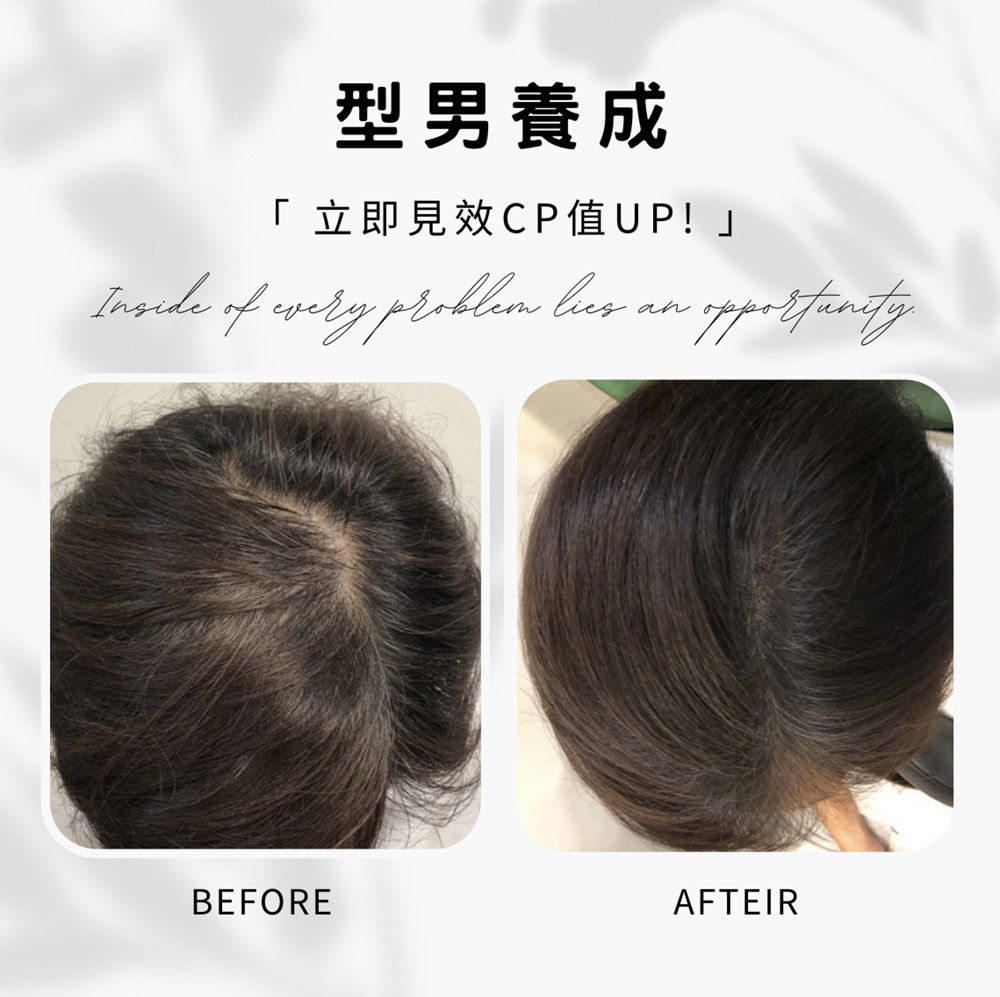 型男養成
「 立即見效CP值UP! 」
Inside of every problem lies an opportunity.
BEFORE
AFTEIR